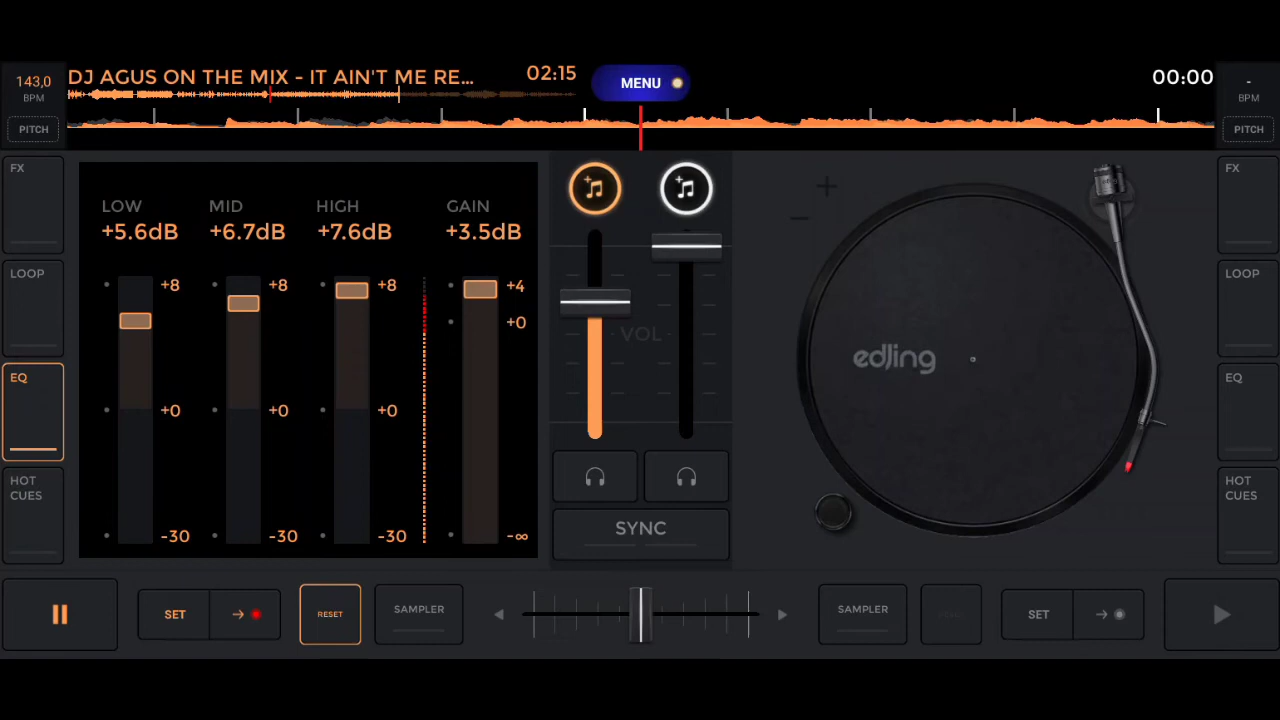 143,0
BPM
PITCH
DJ AGUS ON THE MIX - IT AIN'T ME RE...
02:15
MENU
00:00
-
BPM
PITCH
FX
LOOP
EQ
HOT
CUES
LOW
+5.6dB
MID
+6.7dB
HIGH
+7.6dB
GAIN
+3.5dB
+8
+0
-30
+8
+0
-30
+8
+0
-30
+4
+0
-∞
VOL
SYNC
+
−
edjing
FX
LOOP
EQ
HOT
CUES
SET
RESET
SAMPLER
SAMPLER
SET